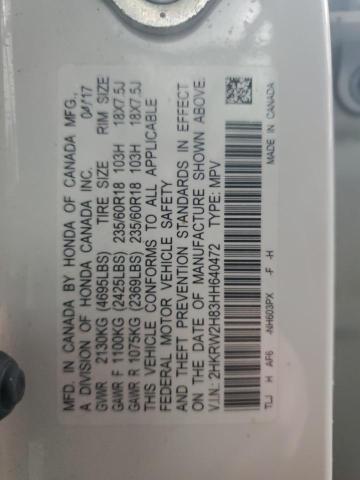 MFD. IN CANADA BY HONDA OF CANADA MFG.,
A DIVISION OF HONDA CANADA INC. 04/17
GVWR 2130KG (4695LBS) TIRE SIZE RIM SIZE
GAWR F 1100KG (2425LBS) 235/60R18 103H 18X7.5J
GAWR R 1075KG (2369LBS) 235/60R18 103H 18X7.5J
THIS VEHICLE CONFORMS TO ALL APPLICABLE
FEDERAL MOTOR VEHICLE SAFETY
AND THEFT PREVENTION STANDARDS IN EFFECT
ON THE DATE OF MANUFACTURE SHOWN ABOVE.
V.I.N.: 2HKRW2H83HH640472 TYPE: MPV
TLJ H AF6 -NH603PX -F -H MADE IN CANADA